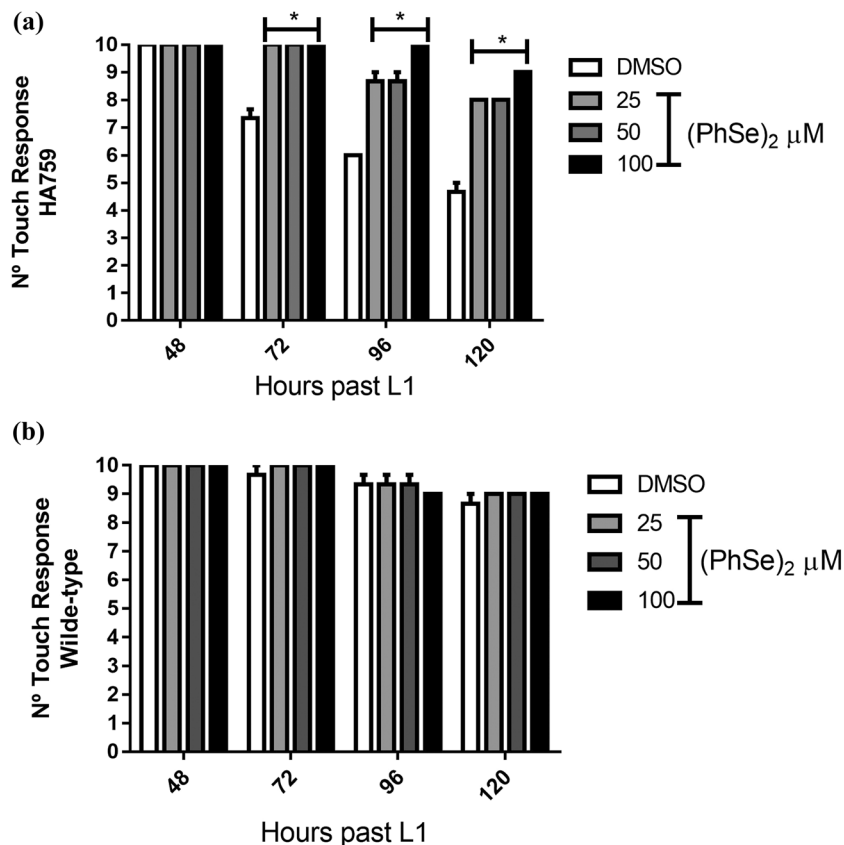 (a)
* * *
Nº Touch Response
HA759
10
9
8
7
6
5
4
3
2
1
0
48 72 96 120
Hours past L1
DMSO
25
50
100
(PhSe)₂ µM
(b)
Nº Touch Response
Wilde-type
10
9
8
7
6
5
4
3
2
1
0
48 72 96 120
Hours past L1
DMSO
25
50
100
(PhSe)₂ µM